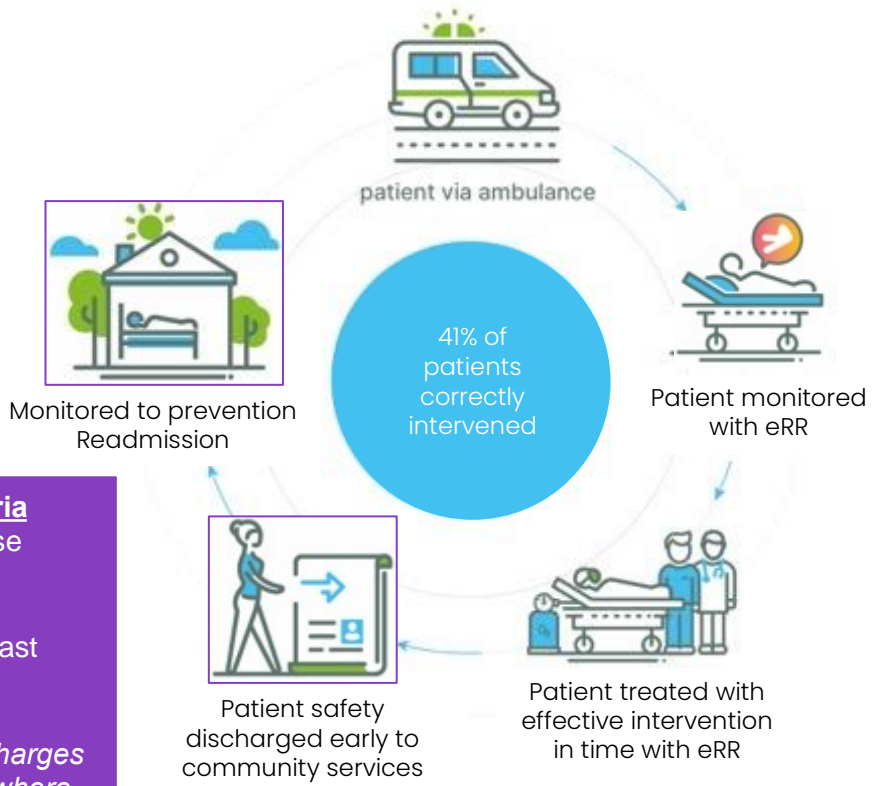 patient via ambulance
41% of
patients
correctly
intervened
Patient monitored
with eRR
Monitored to prevention
Readmission
Patient treated with
effective intervention
in time with eRR
Patient safety
discharged early to
community services